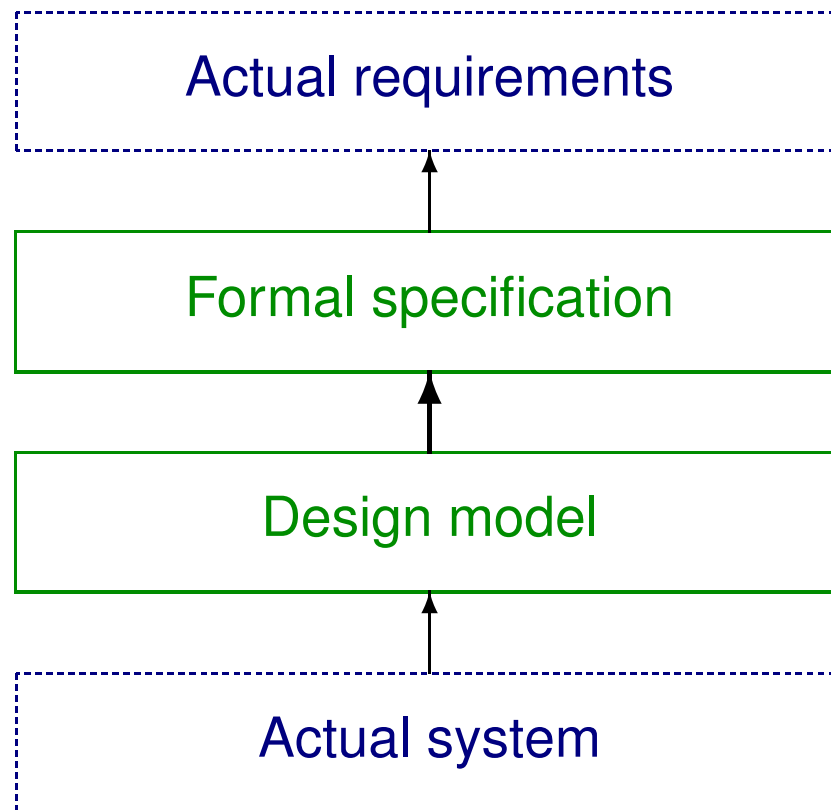 Actual requirements
Formal specification
Design model
Actual system